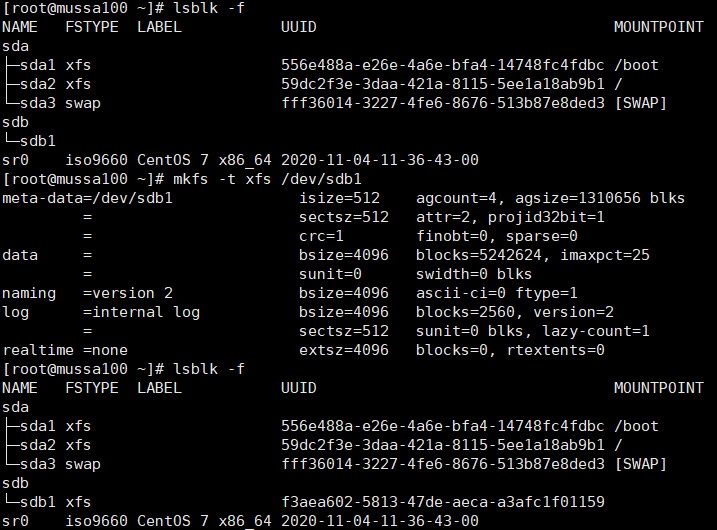 [root@mussa100 ~]# lsblk -f
NAME   FSTYPE  LABEL           UUID                                 MOUNTPOINT
sda
├─sda1 xfs                     556e488a-e26e-4a6e-bfa4-14748fc4fdbc /boot
├─sda2 xfs                     59dc2f3e-3daa-421a-8115-5ee1a18ab9b1 /
└─sda3 swap                    fff36014-3227-4fe6-8676-513b87e8ded3 [SWAP]
sdb
└─sdb1
sr0    iso9660 CentOS 7 x86_64 2020-11-04-11-36-43-00
[root@mussa100 ~]# mkfs -t xfs /dev/sdb1
meta-data=/dev/sdb1              isize=512    agcount=4, agsize=1310656 blks
         =                       sectsz=512   attr=2, projid32bit=1
         =                       crc=1        finobt=0, sparse=0
data     =                       bsize=4096   blocks=5242624, imaxpct=25
         =                       sunit=0      swidth=0 blks
naming   =version 2              bsize=4096   ascii-ci=0 ftype=1
log      =internal log           bsize=4096   blocks=2560, version=2
         =                       sectsz=512   sunit=0 blks, lazy-count=1
realtime =none                   extsz=4096   blocks=0, rtextents=0
[root@mussa100 ~]# lsblk -f
NAME   FSTYPE  LABEL           UUID                                 MOUNTPOINT
sda
├─sda1 xfs                     556e488a-e26e-4a6e-bfa4-14748fc4fdbc /boot
├─sda2 xfs                     59dc2f3e-3daa-421a-8115-5ee1a18ab9b1 /
└─sda3 swap                    fff36014-3227-4fe6-8676-513b87e8ded3 [SWAP]
sdb
└─sdb1 xfs                     f3aea602-5813-47de-aeca-a3afc1f01159
sr0    iso9660 CentOS 7 x86_64 2020-11-04-11-36-43-00